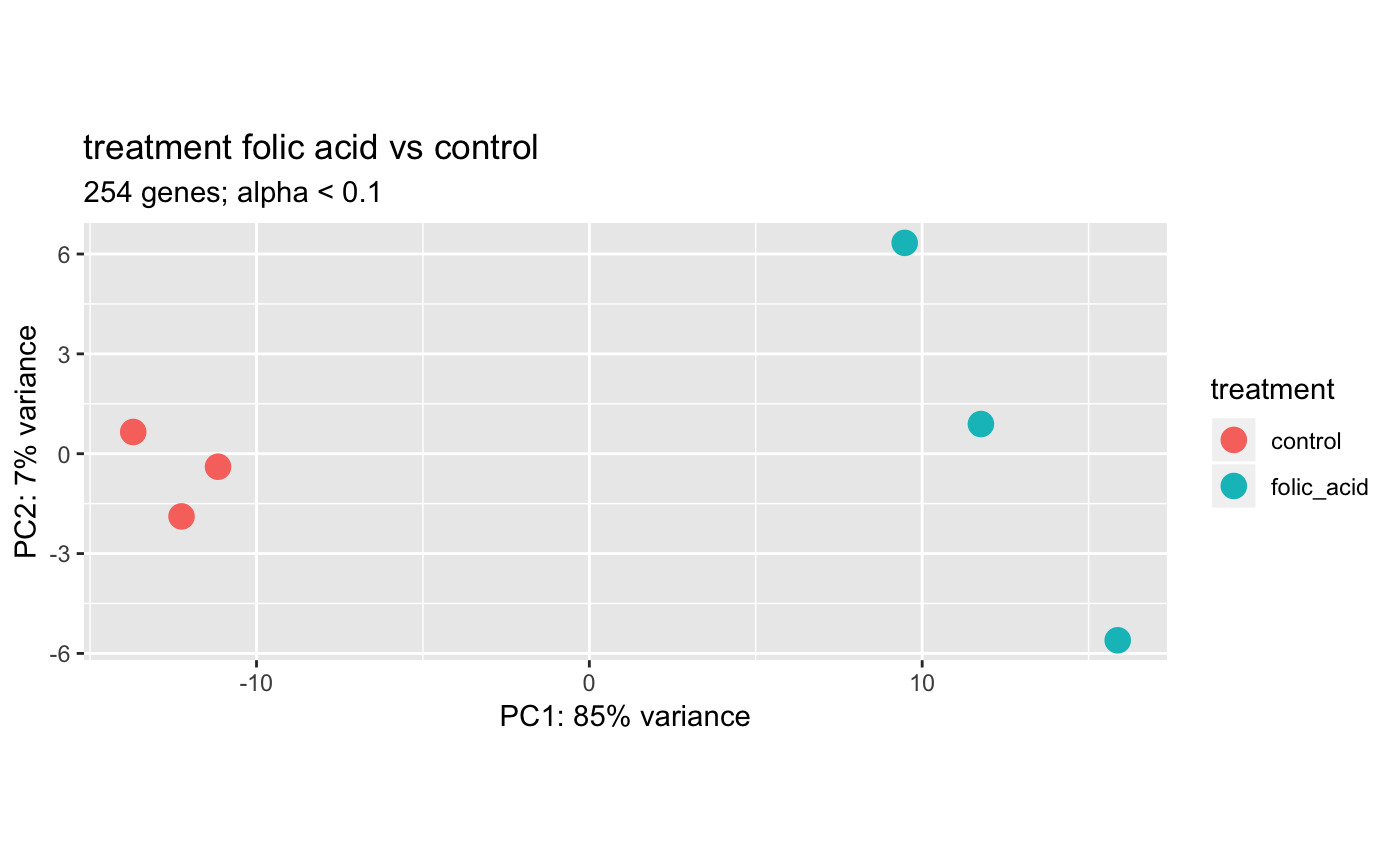 treatment folic acid vs control
254 genes; alpha < 0.1
PC2: 7% variance
6
3
0
-3
-6
-10
0
10
PC1: 85% variance
treatment
control
folic_acid